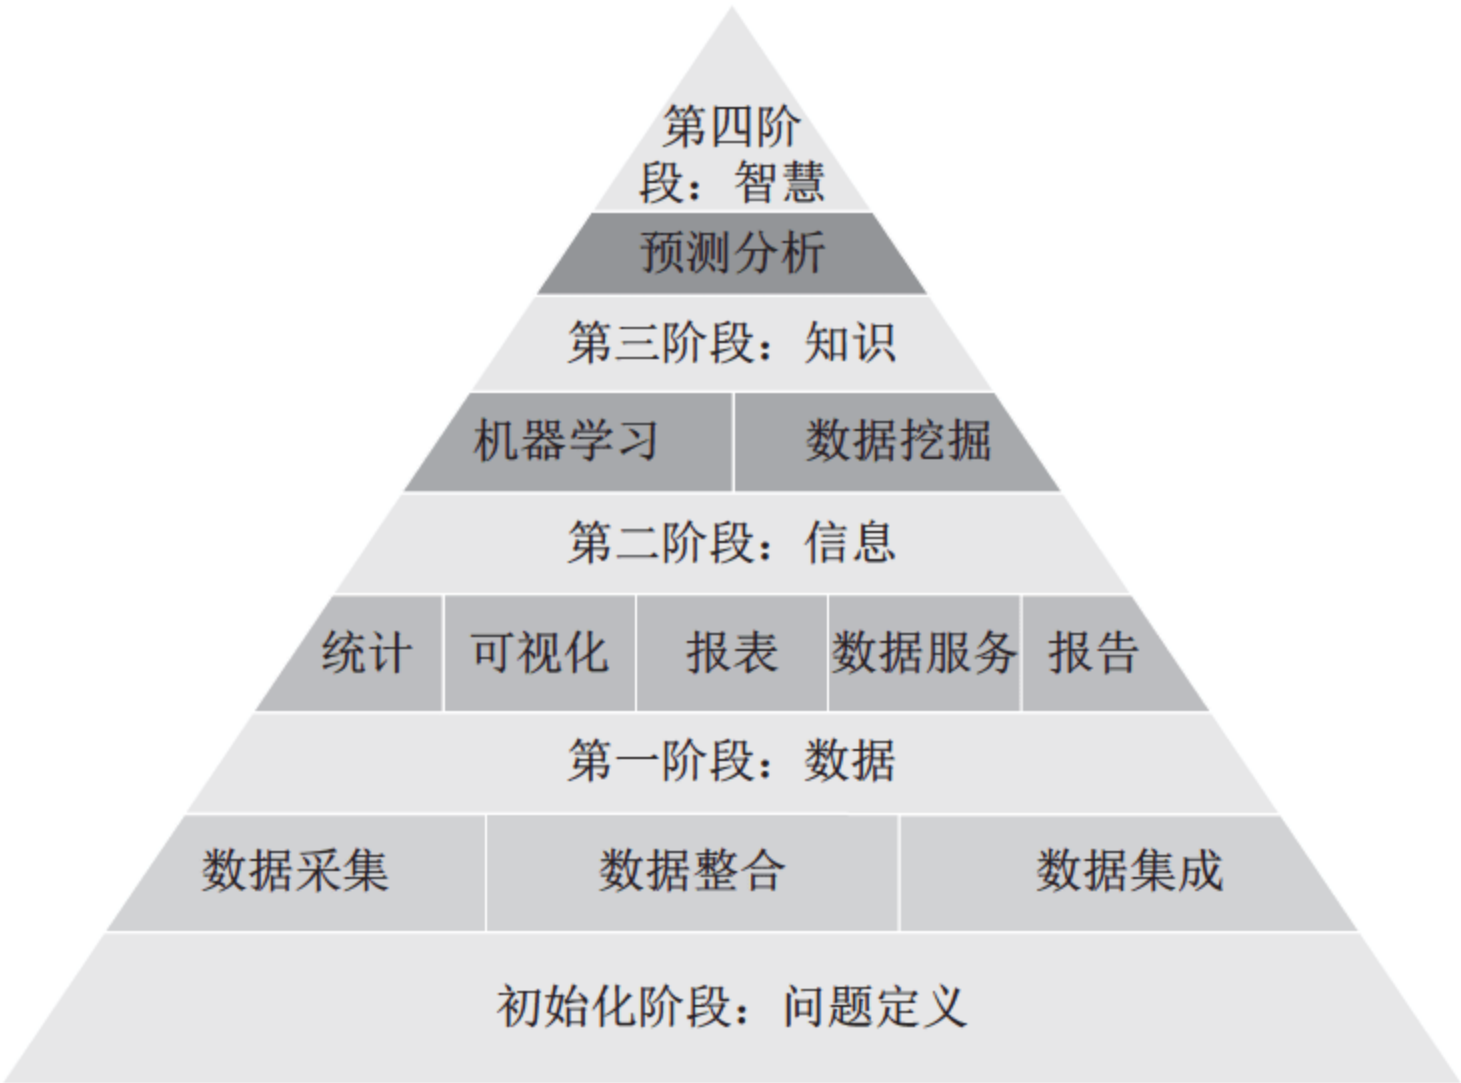 第四阶
段：智慧
预测分析
第三阶段：知识
机器学习 数据挖掘
第二阶段：信息
统计 可视化 报表 数据服务 报告
第一阶段：数据
数据采集 数据整合 数据集成
初始化阶段：问题定义